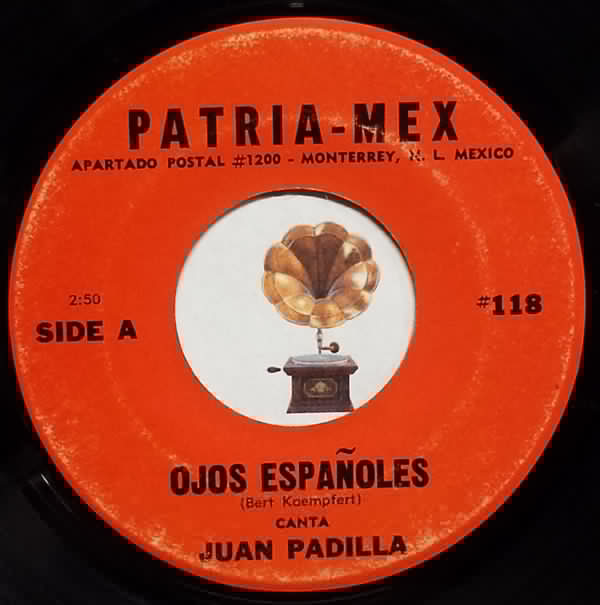 PATRIA-MEX
APARTADO POSTAL #1200 - MONTERREY, N. L. MEXICO
2:50
SIDE A
#118
OJOS ESPAÑOLES
(Bert Kaempfert)
CANTA
JUAN PADILLA